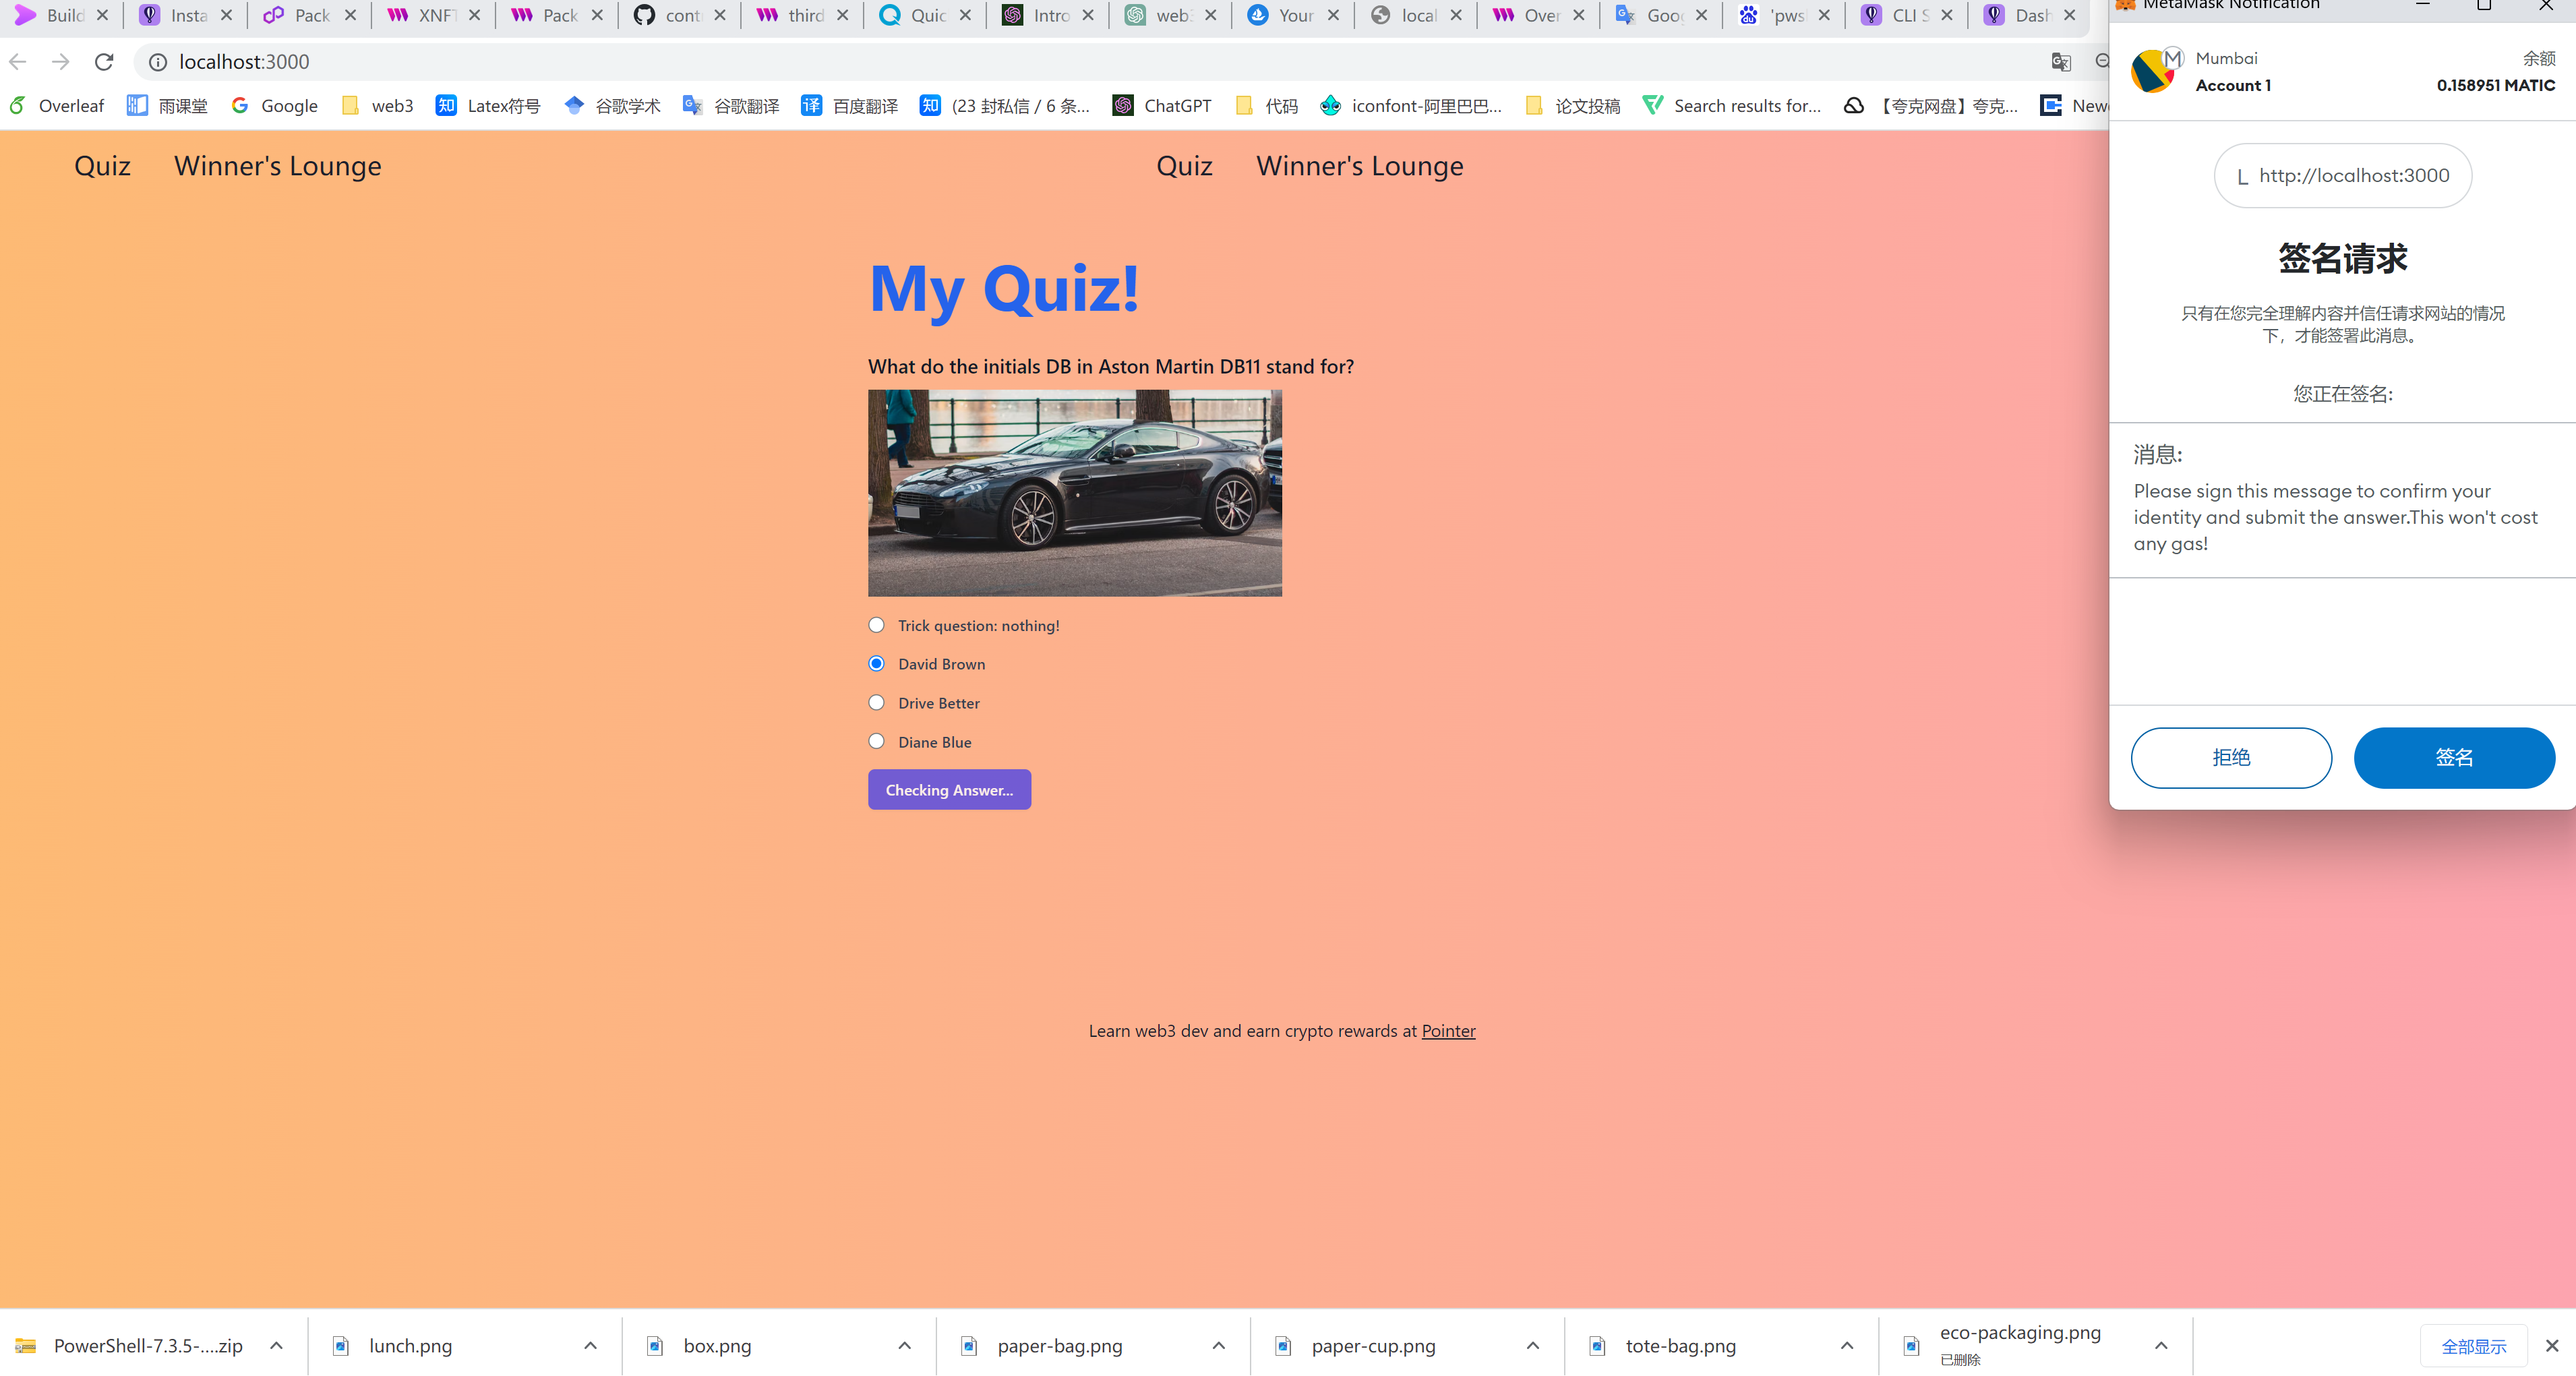 Build
Insta
Pack
XNFT
Pack
cont
third
Quic
Intro
web3
Your
local
Over
Goog
'pwsl
CLI S
Dash
MetaMask Notification
localhost:3000
Overleaf
雨课堂
Google
web3
Latex符号
谷歌学术
谷歌翻译
百度翻译
(23 封私信 / 6 条...
ChatGPT
代码
iconfont-阿里巴巴...
论文投稿
Search results for...
【夸克网盘】夸克...
New
Quiz
Winner's Lounge
Quiz
Winner's Lounge
My Quiz!
What do the initials DB in Aston Martin DB11 stand for?
Trick question: nothing!
David Brown
Drive Better
Diane Blue
Checking Answer...
Learn web3 dev and earn crypto rewards at Pointer
M
Mumbai
余额
Account 1
0.158951 MATIC
L http://localhost:3000
签名请求
只有在您完全理解内容并信任请求网站的情况
下，才能签署此消息。
您正在签名:
消息:
Please sign this message to confirm your
identity and submit the answer.This won't cost
any gas!
拒绝
签名
PowerShell-7.3.5-....zip
lunch.png
box.png
paper-bag.png
paper-cup.png
tote-bag.png
eco-packaging.png
已删除
全部显示